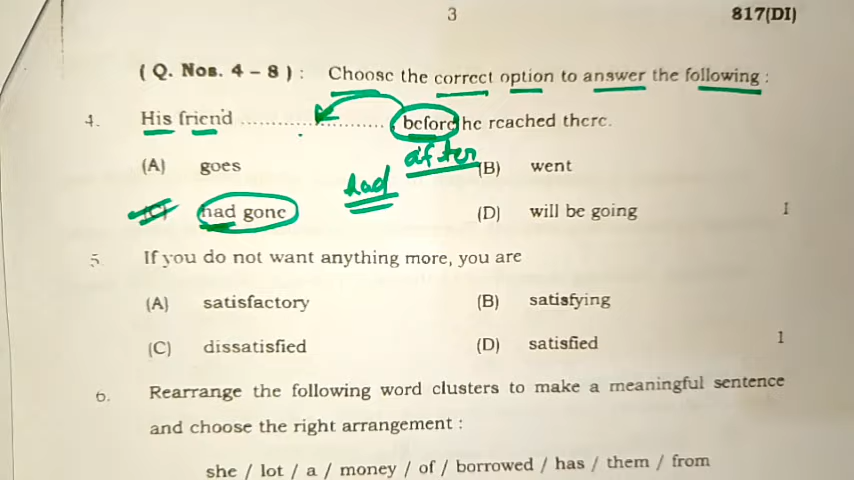 3
817(DI)
( Q. Nos. 4 – 8 ) : Choose the correct option to answer the following :
4. His friend .............................. before he reached there.
after
(A) goes (B) went
had
(C) had gone (D) will be going 1
5. If you do not want anything more, you are
(A) satisfactory (B) satisfying
(C) dissatisfied (D) satisfied 1
6. Rearrange the following word clusters to make a meaningful sentence
and choose the right arrangement :
she / lot / a / money / of / borrowed / has / them / from